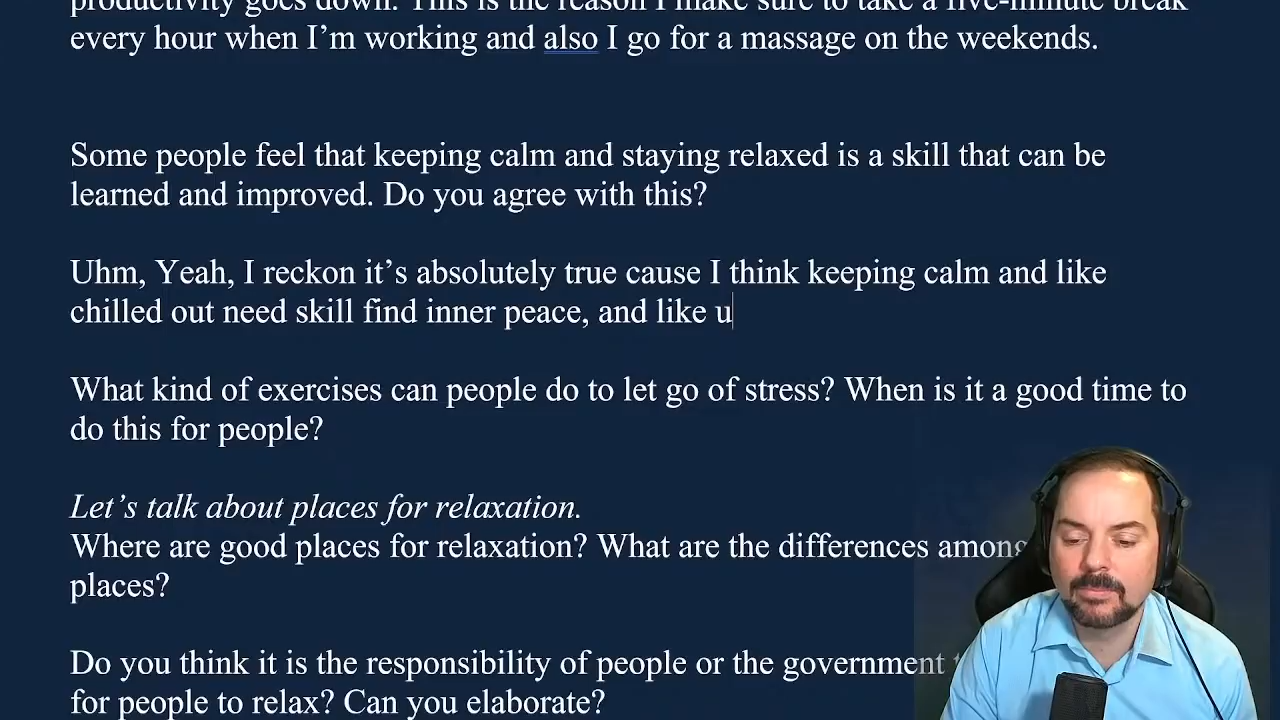 productivity goes down. This is the reason I make sure to take a five-minute break
every hour when I’m working and also I go for a massage on the weekends.
Some people feel that keeping calm and staying relaxed is a skill that can be
learned and improved. Do you agree with this?
Uhm, Yeah, I reckon it’s absolutely true cause I think keeping calm and like
chilled out need skill find inner peace, and like u
What kind of exercises can people do to let go of stress? When is it a good time to
do this for people?
Let’s talk about places for relaxation.
Where are good places for relaxation? What are the differences among
places?
Do you think it is the responsibility of people or the government
for people to relax? Can you elaborate?